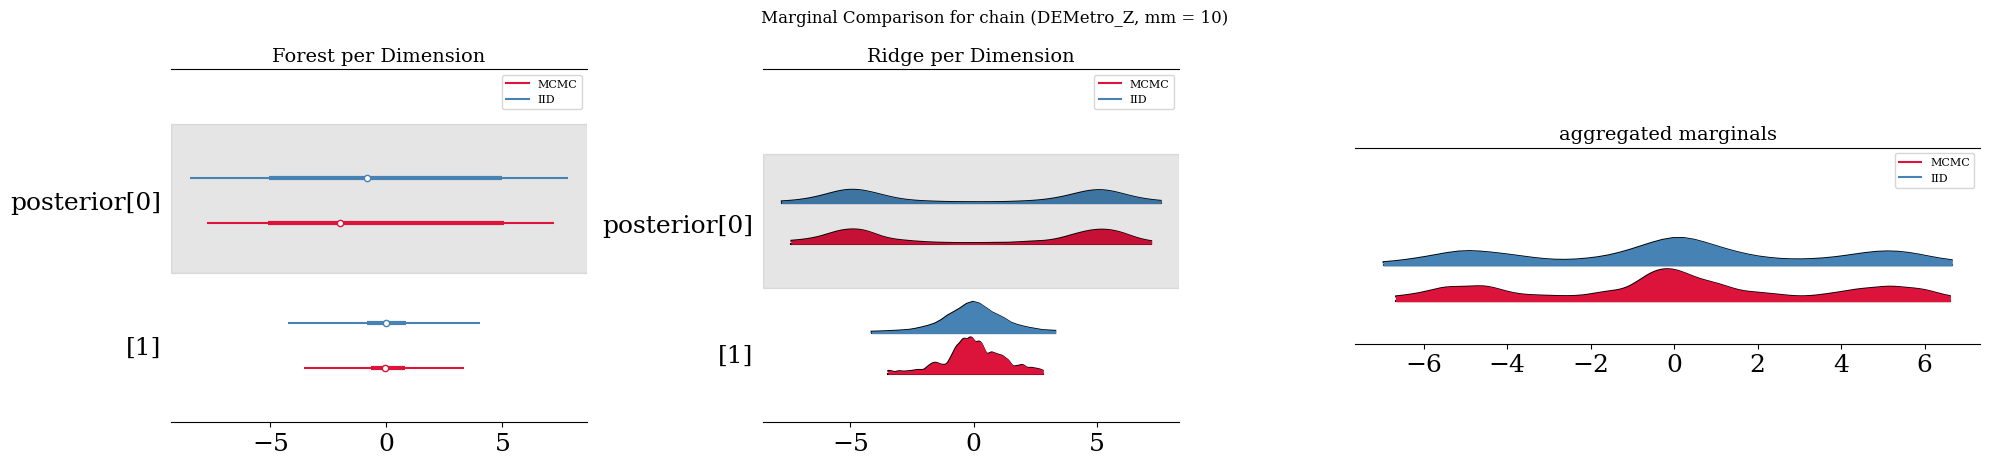 Marginal Comparison for chain (DEMetro_Z, mm = 10)
Forest per Dimension
MCMC
IID
posterior[0]
[1]
−5 0 5
Ridge per Dimension
MCMC
IID
posterior[0]
[1]
−5 0 5
aggregated marginals
MCMC
IID
−6 −4 −2 0 2 4 6